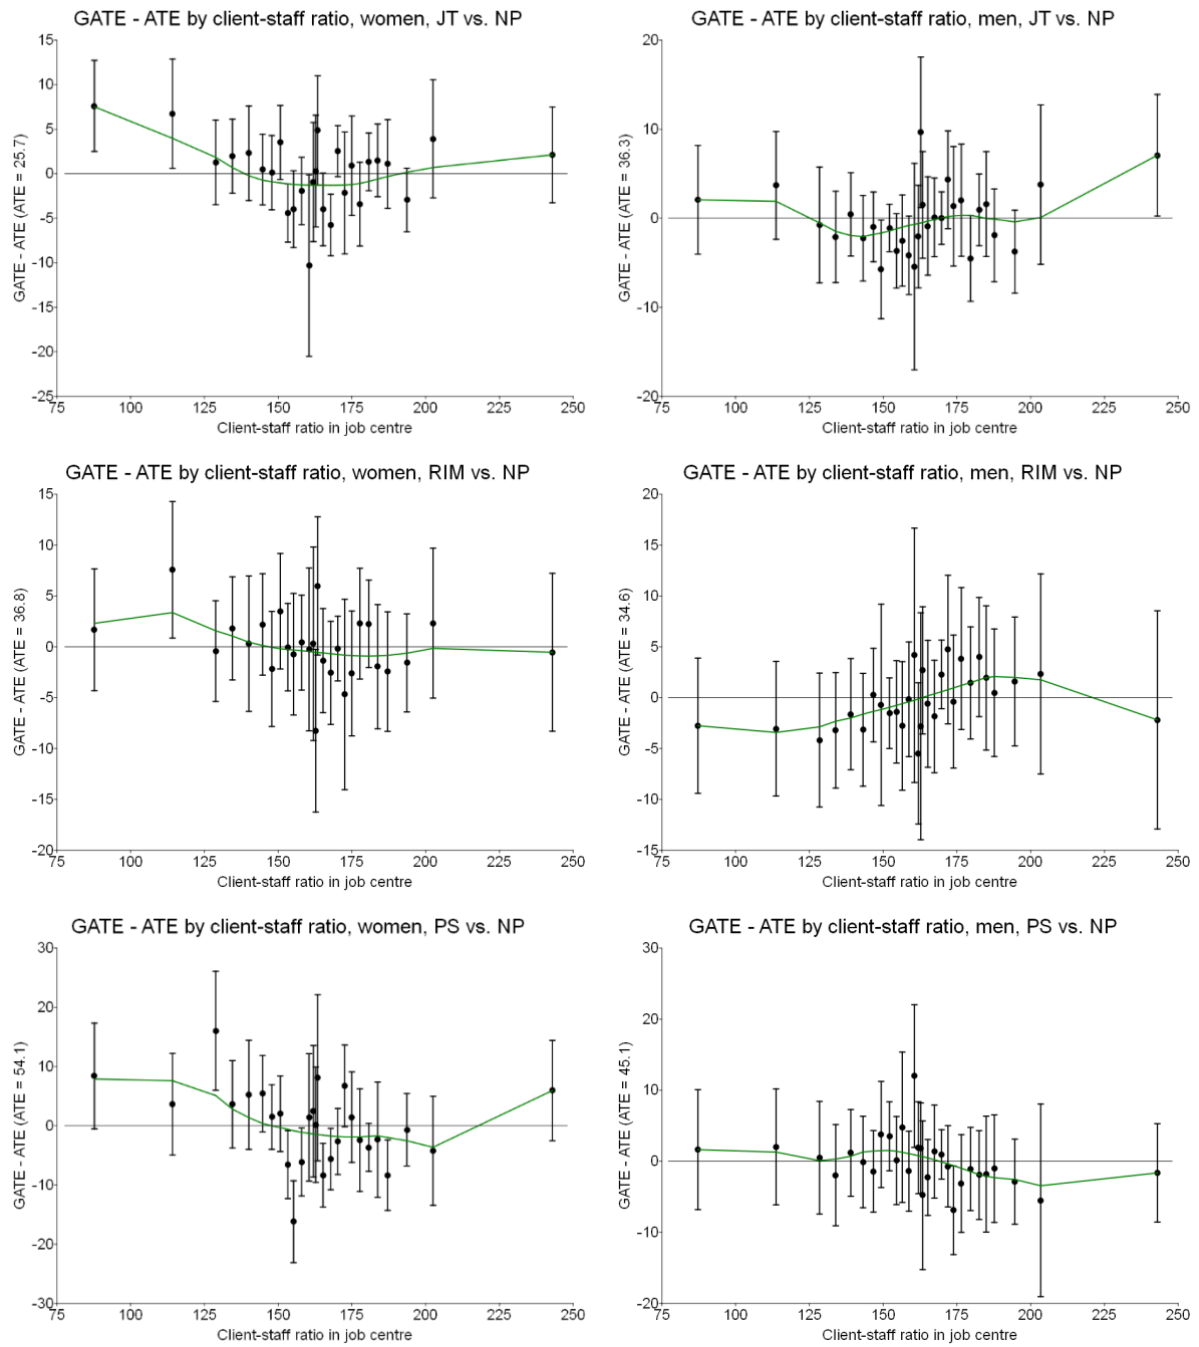 GATE - ATE by client-staff ratio, women, JT vs. NP
GATE - ATE (ATE = 25.7)
15
10
5
0
-5
-10
-15
-20
-25
75 100 125 150 175 200 225 250
Client-staff ratio in job centre
GATE - ATE by client-staff ratio, men, JT vs. NP
GATE - ATE (ATE = 36.3)
20
10
0
-10
-20
75 100 125 150 175 200 225 250
Client-staff ratio in job centre
GATE - ATE by client-staff ratio, women, RIM vs. NP
GATE - ATE (ATE = 36.8)
15
10
5
0
-5
-10
-15
-20
75 100 125 150 175 200 225 250
Client-staff ratio in job centre
GATE - ATE by client-staff ratio, men, RIM vs. NP
GATE - ATE (ATE = 34.6)
20
15
10
5
0
-5
-10
-15
75 100 125 150 175 200 225 250
Client-staff ratio in job centre
GATE - ATE by client-staff ratio, women, PS vs. NP
GATE - ATE (ATE = 54.1)
30
20
10
0
-10
-20
-30
75 100 125 150 175 200 225 250
Client-staff ratio in job centre
GATE - ATE by client-staff ratio, men, PS vs. NP
GATE - ATE (ATE = 45.1)
30
20
10
0
-10
-20
75 100 125 150 175 200 225 250
Client-staff ratio in job centre